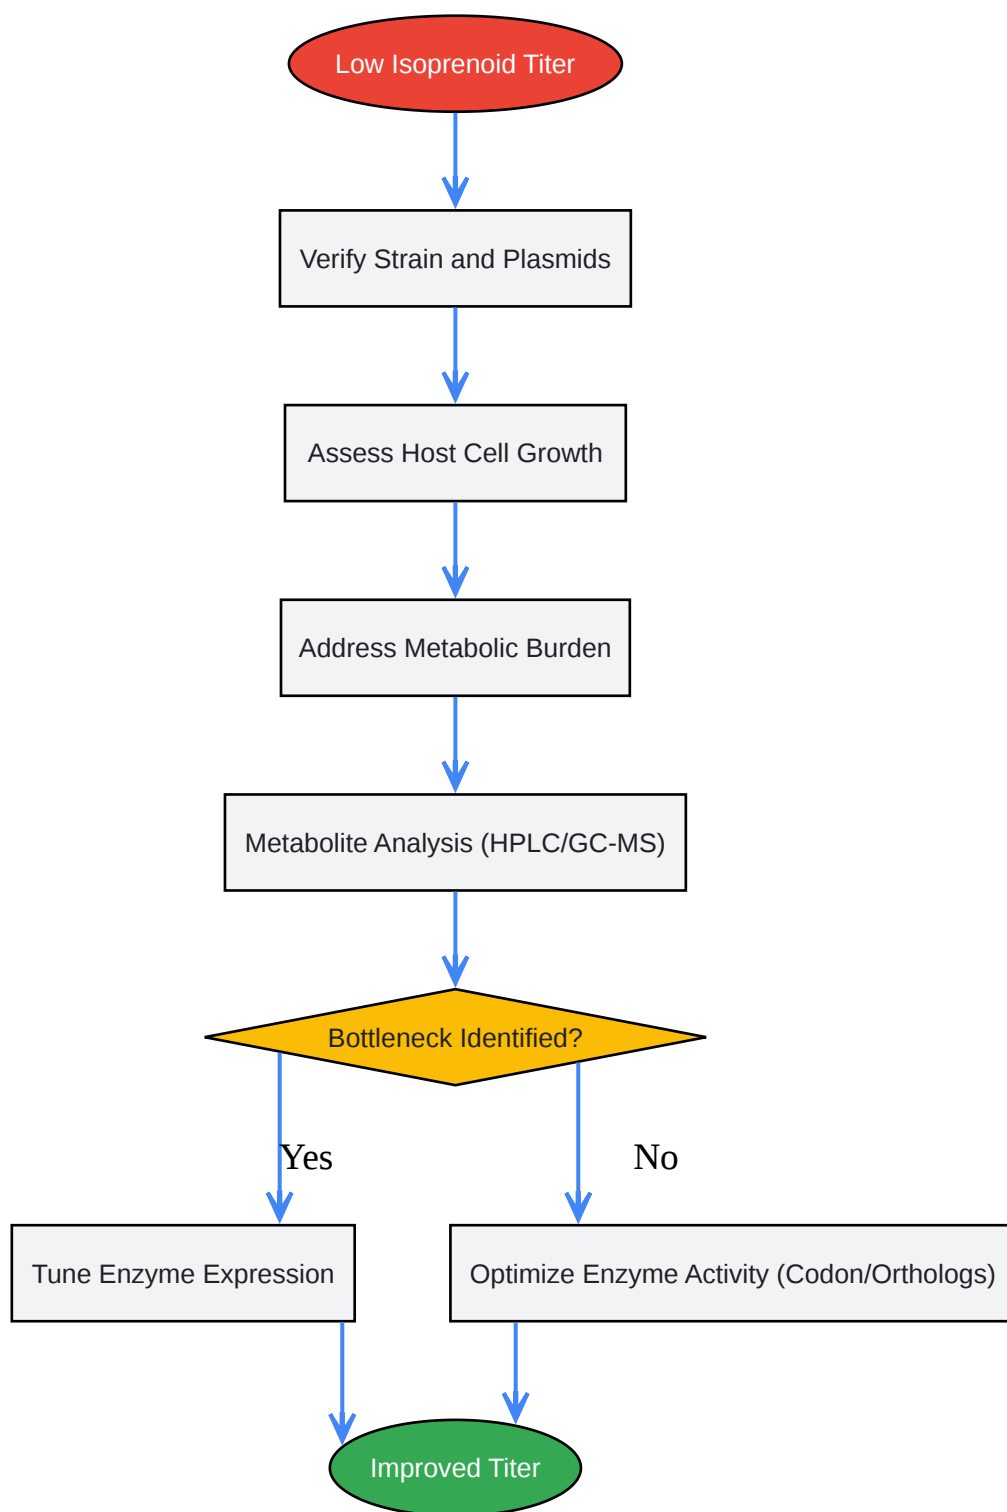 Low Isoprenoid Titer
Verify Strain and Plasmids
Assess Host Cell Growth
Address Metabolic Burden
Metabolite Analysis (HPLC/GC-MS)
Bottleneck Identified?
Yes
No
Tune Enzyme Expression
Optimize Enzyme Activity (Codon/Orthologs)
Improved Titer